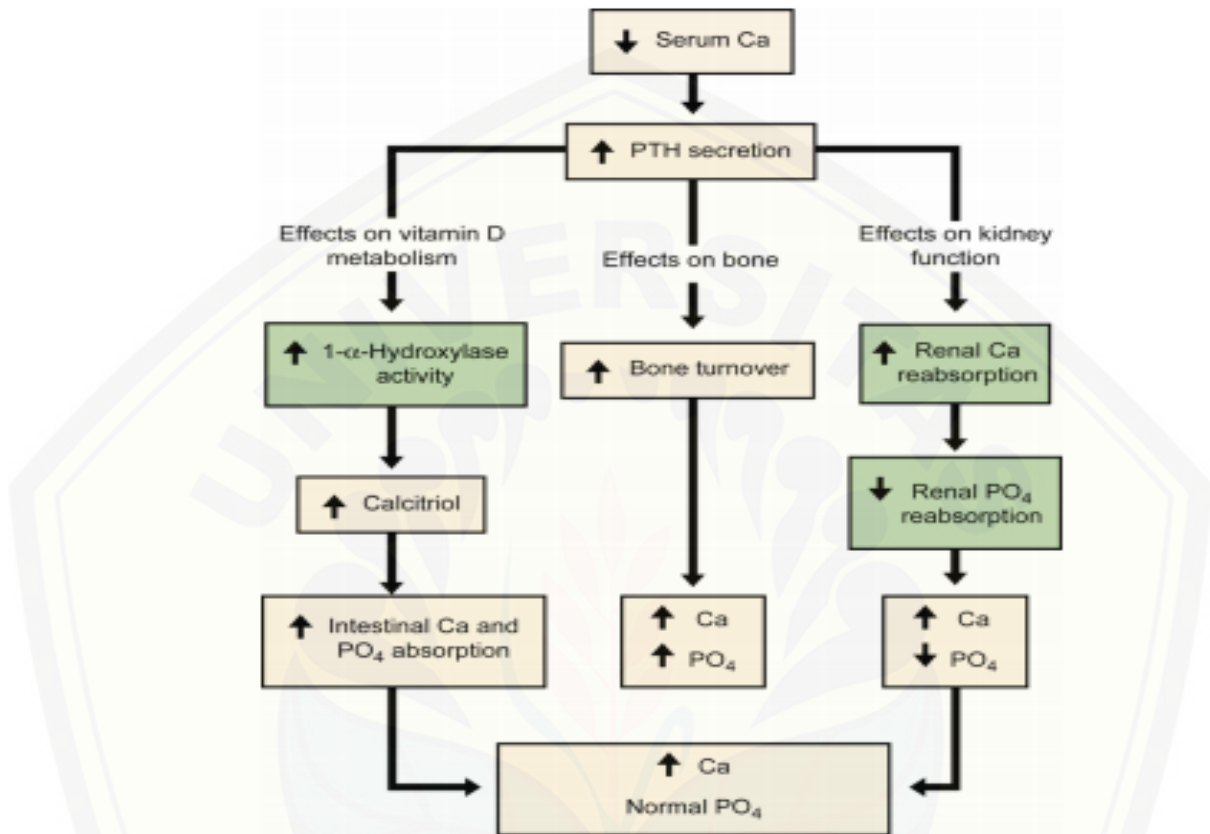 ↓ Serum Ca
↑ PTH secretion
Effects on vitamin D
metabolism
Effects on bone
Effects on kidney
function
↑ 1-α-Hydroxylase
activity
↑ Bone turnover
↑ Renal Ca
reabsorption
↑ Calcitriol
↓ Renal PO₄
reabsorption
↑ Intestinal Ca and
PO₄ absorption
↑ Ca
↑ PO₄
↑ Ca
↓ PO₄
↑ Ca
Normal PO₄
UNIVERSITAS